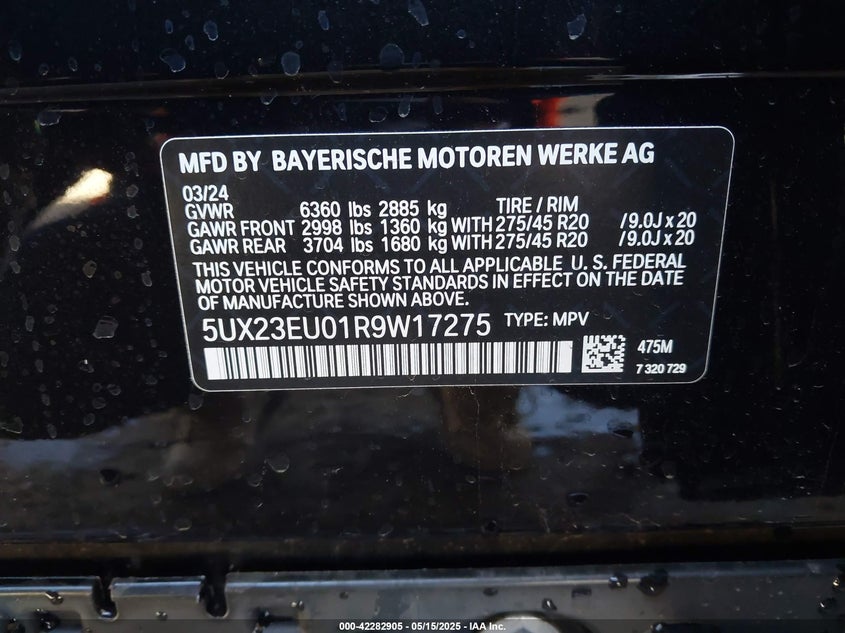 MFD BY BAYERISCHE MOTOREN WERKE AG
03/24
GVWR 6360 lbs 2885 kg TIRE / RIM
GAWR FRONT 2998 lbs 1360 kg WITH 275/45 R20 /9.0J x 20
GAWR REAR 3704 lbs 1680 kg WITH 275/45 R20 /9.0J x 20
THIS VEHICLE CONFORMS TO ALL APPLICABLE U. S. FEDERAL
MOTOR VEHICLE SAFETY STANDARDS IN EFFECT ON THE DATE
OF MANUFACTURE SHOWN ABOVE.
5UX23EU01R9W17275 TYPE: MPV
475M
7 320 729
000-42282905 - 05/15/2025 - IAA Inc.